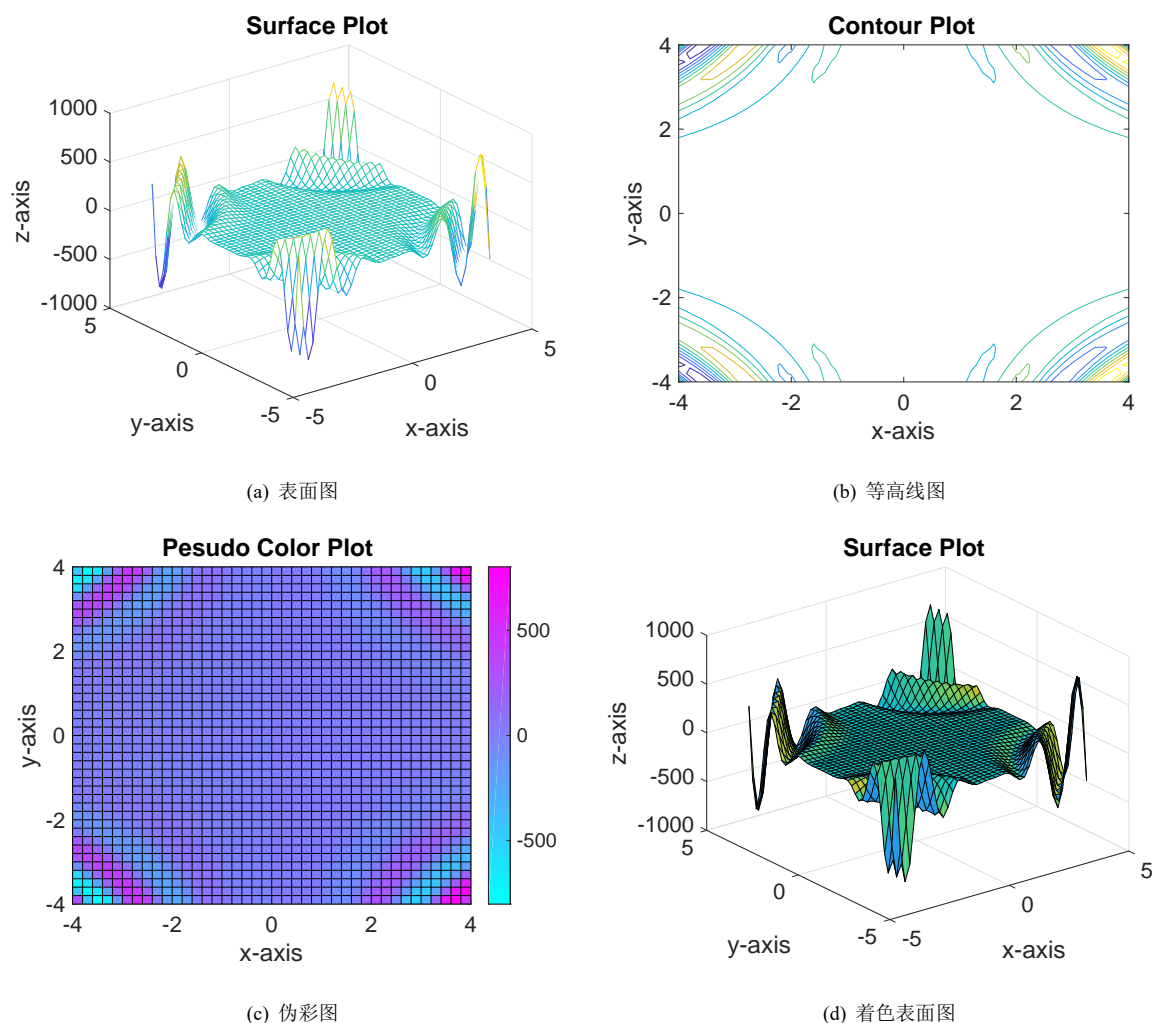 Surface Plot
1000
500
0
-500
-1000
z-axis
5
0
-5
y-axis
-5
0
5
x-axis
(a) 表面图
Contour Plot
4
2
0
-2
-4
y-axis
-4
-2
0
2
4
x-axis
(b) 等高线图
Pesudo Color Plot
4
2
0
-2
-4
y-axis
-4
-2
0
2
4
x-axis
500
0
-500
(c) 伪彩图
Surface Plot
1000
500
0
-500
-1000
z-axis
5
0
-5
y-axis
-5
0
5
x-axis
(d) 着色表面图